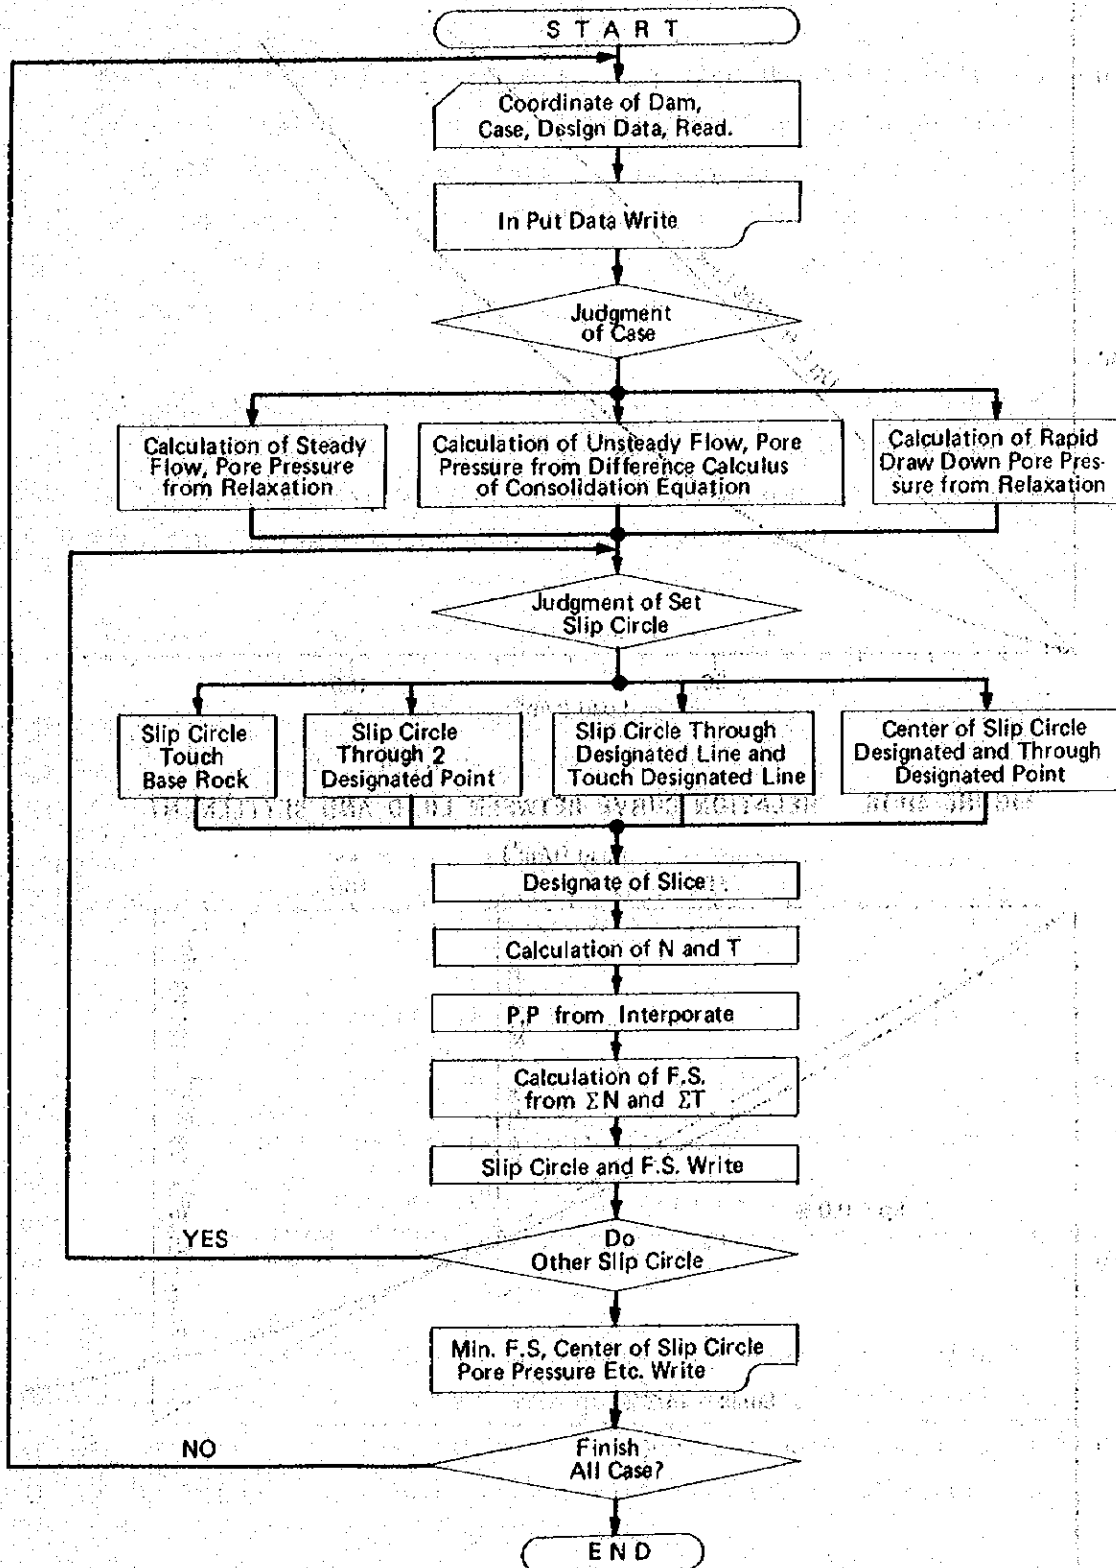 S T A R T
Coordinate of Dam,
Case, Design Data, Read.
In Put Data Write
Judgment
of Case
Calculation of Steady
Flow, Pore Pressure
from Relaxation
Calculation of Unsteady Flow, Pore
Pressure from Difference Calculus
of Consolidation Equation
Calculation of Rapid
Draw Down Pore Pres-
sure from Relaxation
Judgment of Set
Slip Circle
Slip Circle
Touch
Base Rock
Slip Circle
Through 2
Designated Point
Slip Circle Through
Designated Line and
Touch Designated Line
Center of Slip Circle
Designated and Through
Designated Point
Designate of Slice
Calculation of N and T
P.P from Interporate
Calculation of F.S.
from ΣN and ΣT
Slip Circle and F.S. Write
YES
Do
Other Slip Circle
Min. F.S, Center of Slip Circle
Pore Pressure Etc. Write
NO
Finish
All Case?
E N D